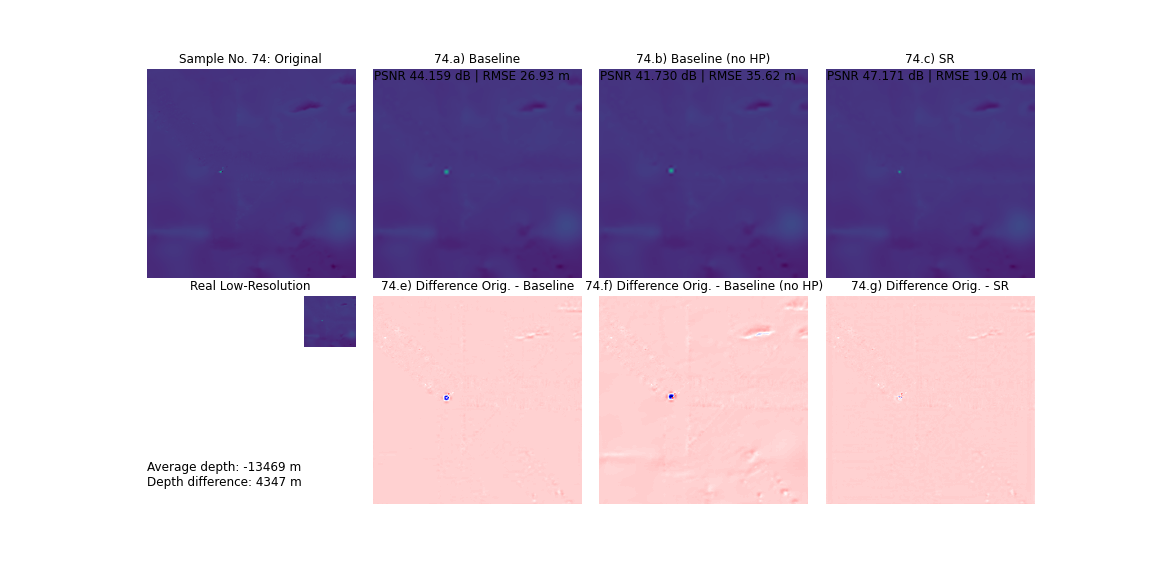 Sample No. 74: Original
74.a) Baseline
74.b) Baseline (no HP)
74.c) SR
PSNR 44.159 dB | RMSE 26.93 m
PSNR 41.730 dB | RMSE 35.62 m
PSNR 47.171 dB | RMSE 19.04 m
Real Low-Resolution
74.e) Difference Orig. - Baseline
74.f) Difference Orig. - Baseline (no HP)
74.g) Difference Orig. - SR
Average depth: -13469 m
Depth difference: 4347 m